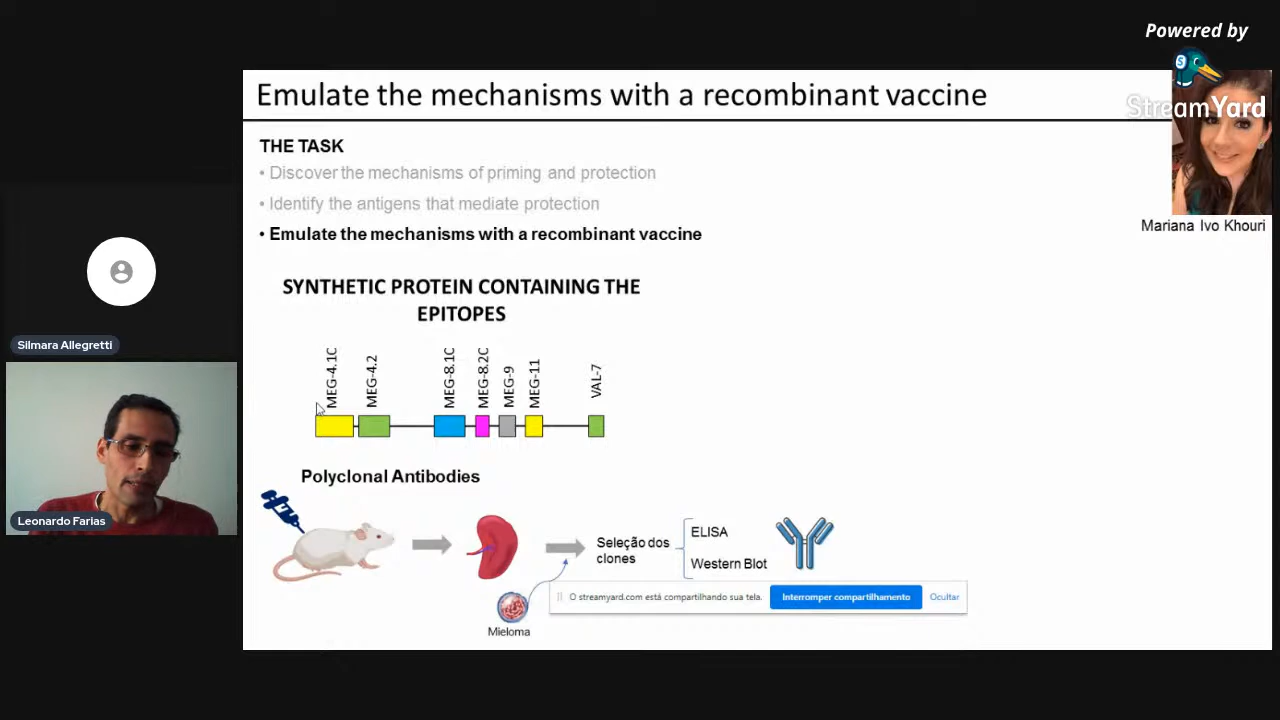 Powered by
StreamYard
Emulate the mechanisms with a recombinant vaccine
THE TASK
• Discover the mechanisms of priming and protection
• Identify the antigens that mediate protection
• Emulate the mechanisms with a recombinant vaccine
Mariana Ivo Khouri
SYNTHETIC PROTEIN CONTAINING THE
EPITOPES
MEG-4.1C
MEG-4.2
MEG-8.1C
MEG-8.2C
MEG-9
MEG-11
VAL-7
Silmara Allegretti
Leonardo Farias
Polyclonal Antibodies
Seleção dos
clones
ELISA
Western Blot
O streamyard.com está compartilhando sua tela.
Interromper compartilhamento
Ocultar
Mieloma